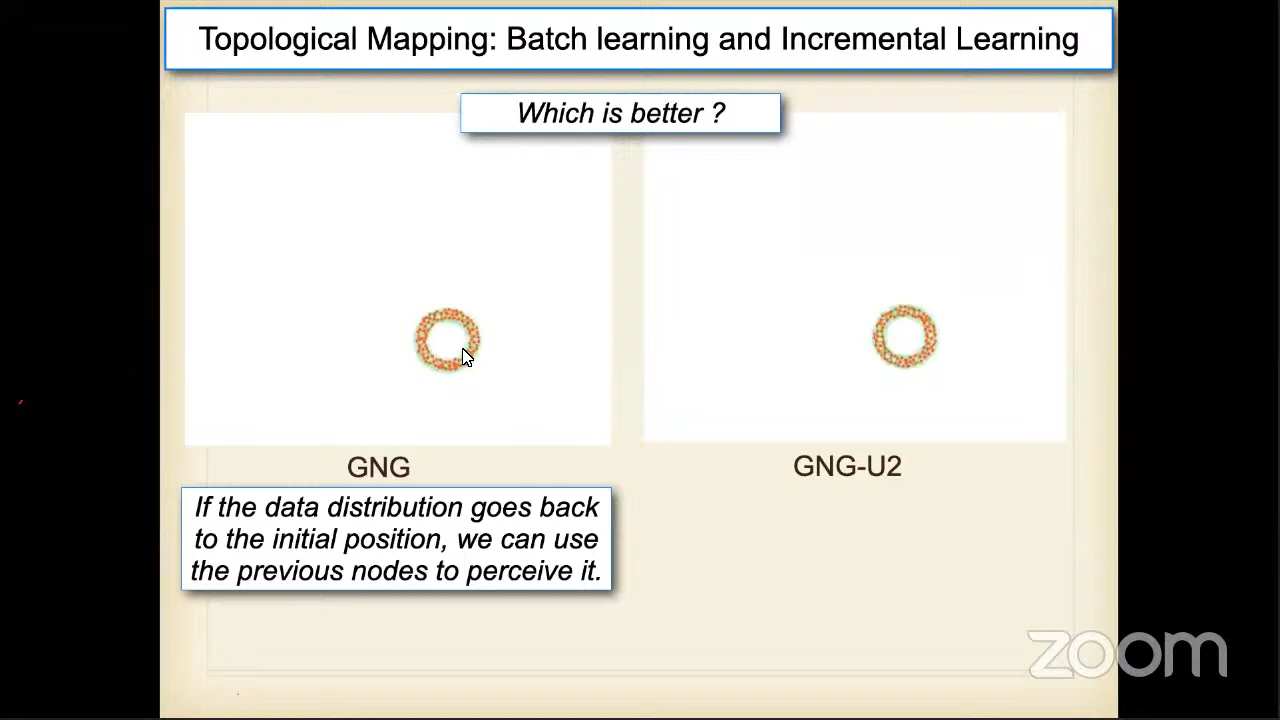 Topological Mapping: Batch learning and Incremental Learning
Which is better ?
GNG
GNG-U2
If the data distribution goes back
to the initial position, we can use
the previous nodes to perceive it.
zoom